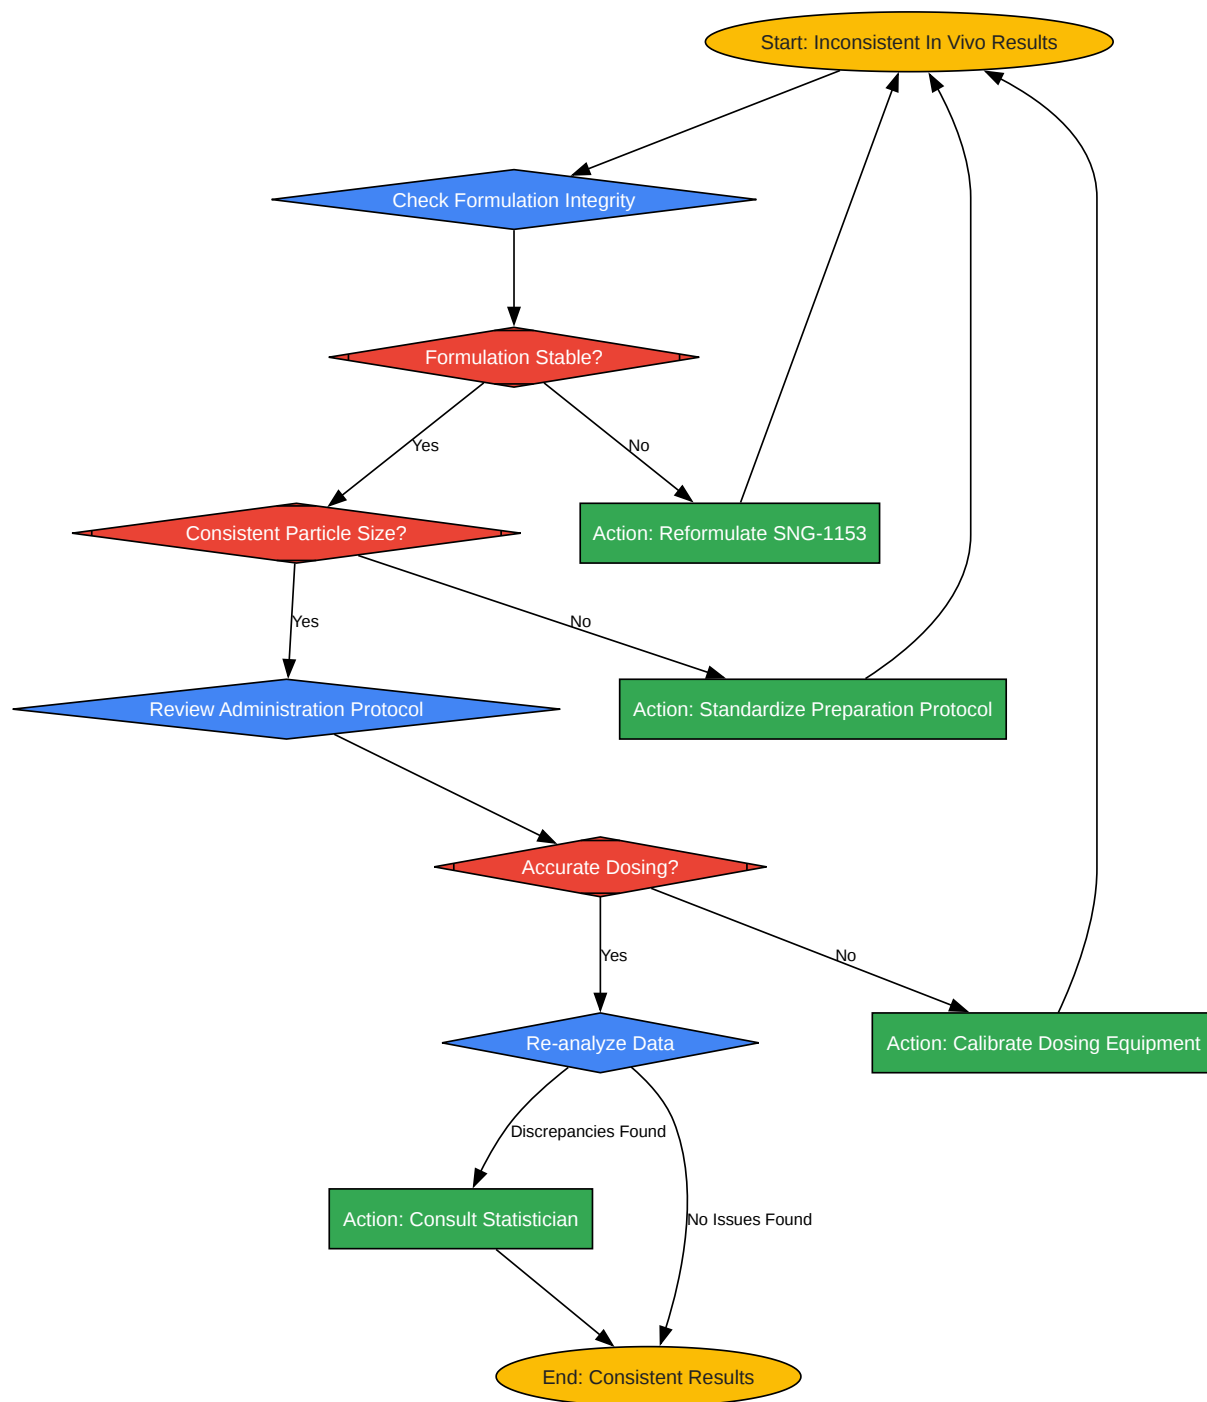 Start: Inconsistent In Vivo Results
Check Formulation Integrity
Formulation Stable?
Yes
No
Consistent Particle Size?
Action: Reformulate SNG-1153
Yes
No
Review Administration Protocol
Action: Standardize Preparation Protocol
Accurate Dosing?
Yes
No
Re-analyze Data
Action: Calibrate Dosing Equipment
Discrepancies Found
Action: Consult Statistician
No Issues Found
End: Consistent Results